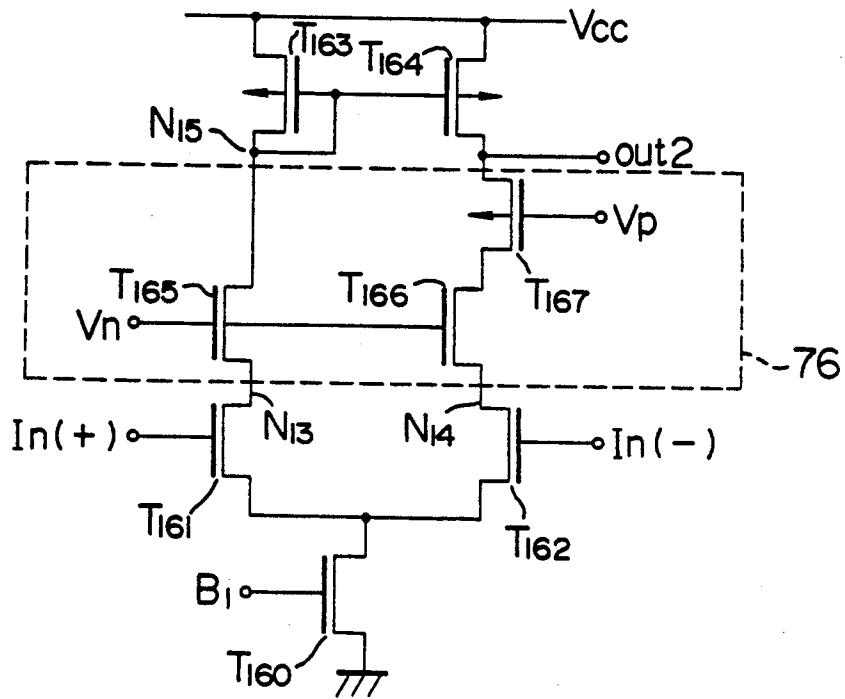 Vcc
T163
T164
N15
out2
Vp
T165
T166
T167
Vn
76
In(+)
N13
N14
In(-)
T161
T162
B1
T160